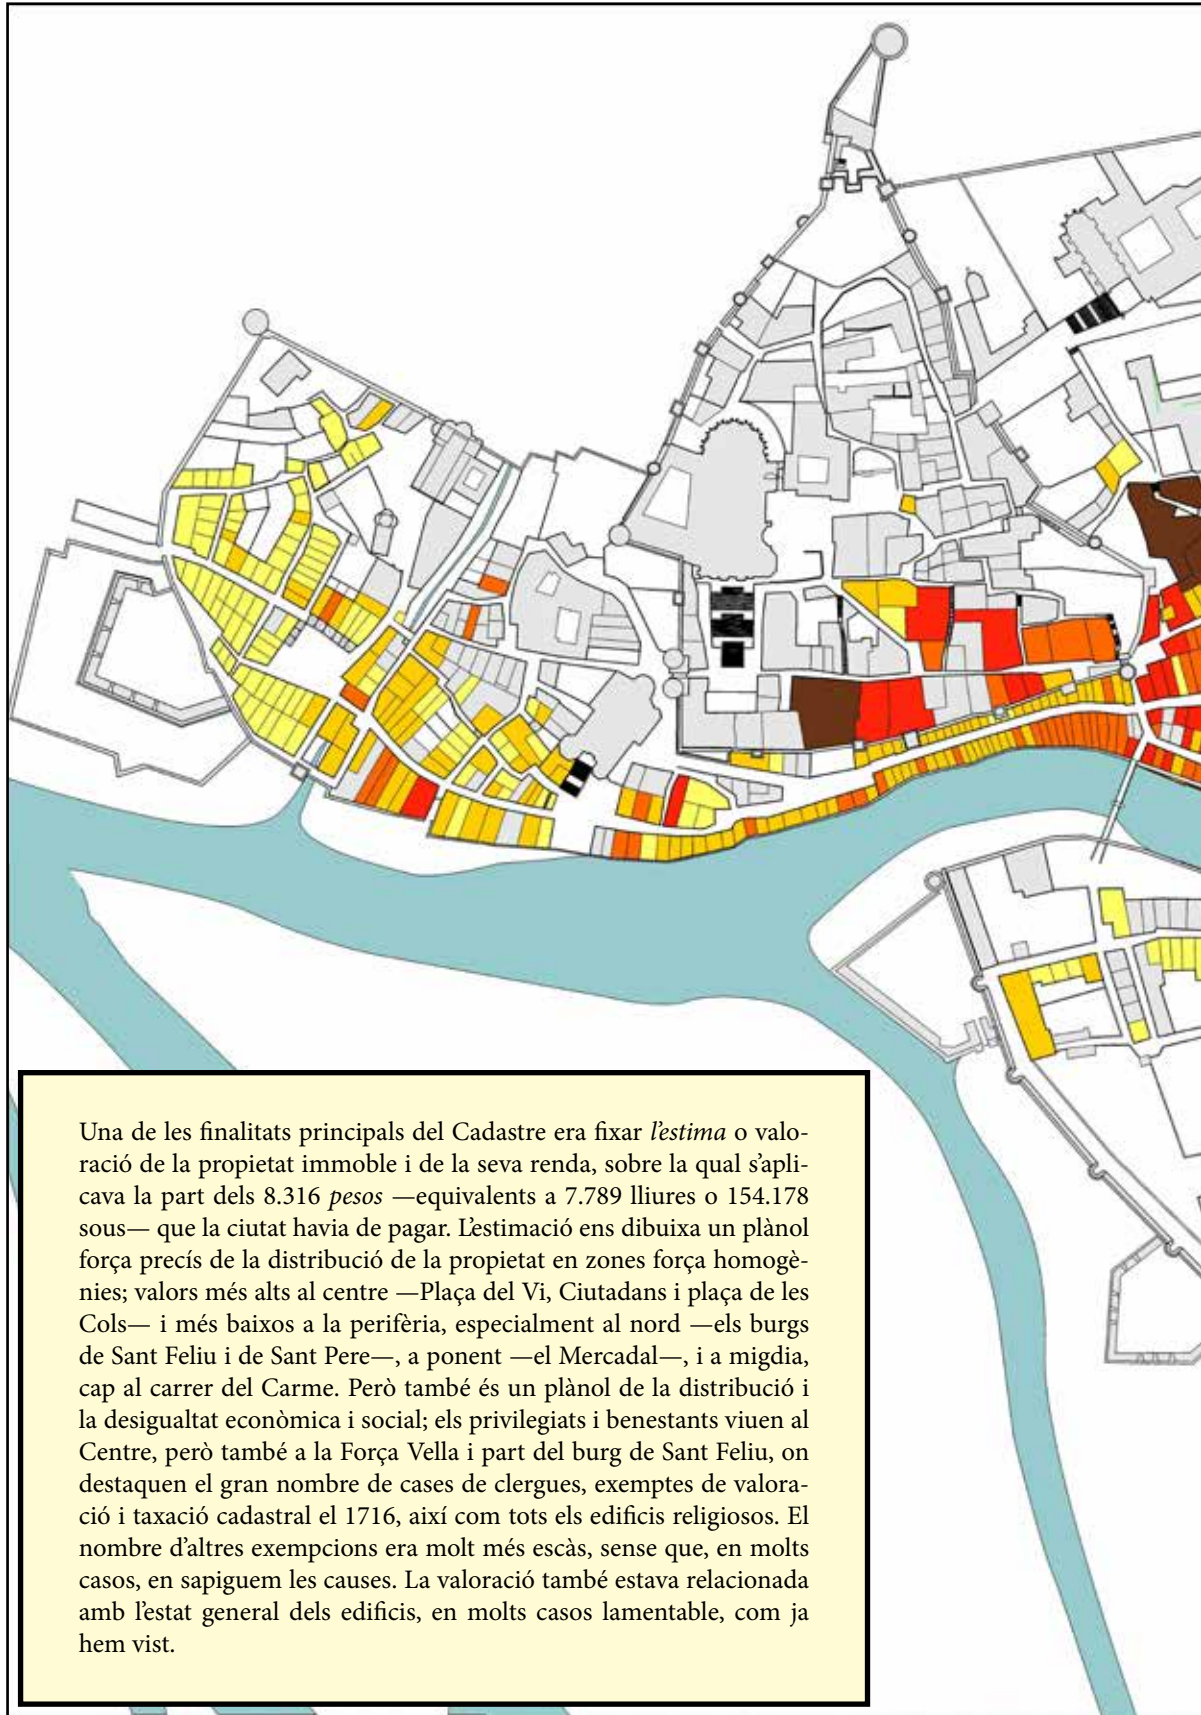 Una de les finalitats principals del Cadastre era fixar l'estima o valo-
ració de la propietat immoble i de la seva renda, sobre la qual s'apli-
cava la part dels 8.316 pesos —equivalents a 7.789 lliures o 154.178
sous— que la ciutat havia de pagar. L'estimació ens dibuixa un plànol
força precís de la distribució de la propietat en zones força homogè-
nies; valors més alts al centre —Plaça del Vi, Ciutadans i plaça de les
Cols— i més baixos a la perifèria, especialment al nord —els burgs
de Sant Feliu i de Sant Pere—, a ponent —el Mercadal—, i a migdia,
cap al carrer del Carme. Però també és un plànol de la distribució i
la desigualtat econòmica i social; els privilegiats i benestants viuen al
Centre, però també a la Força Vella i part del burg de Sant Feliu, on
destaquen el gran nombre de cases de clergues, exemptes de valora-
ció i taxació cadastral el 1716, així com tots els edificis religiosos. El
nombre d'altres exempcions era molt més escàs, sense que, en molts
casos, en sapiguem les causes. La valoració també estava relacionada
amb l'estat general dels edificis, en molts casos lamentable, com ja
hem vist.